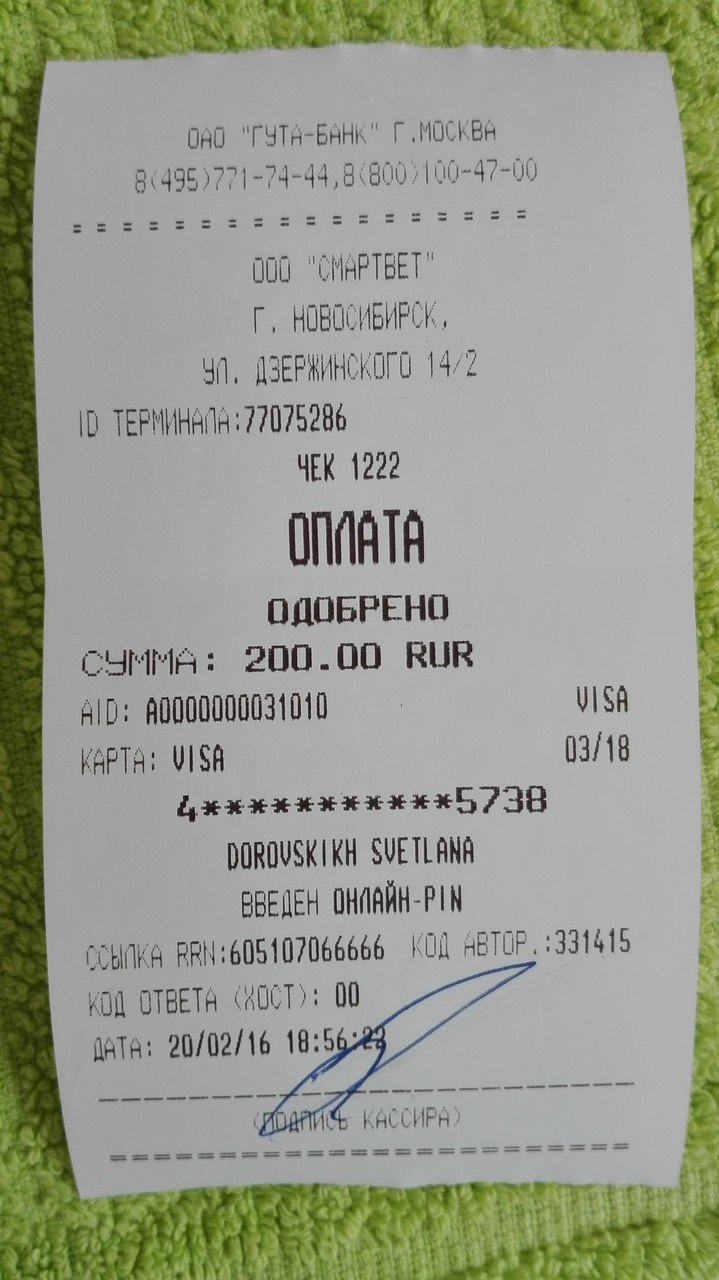 ОАО "ГУТА-БАНК" Г.МОСКВА
8(495)771-74-44,8(800)100-47-00
= = = = = = = = = = = = = = = = = =
ООО "СМАРТВЕТ"
Г. НОВОСИБИРСК,
УЛ. ДЗЕРЖИНСКОГО 14/2
ID ТЕРМИНАЛА:77075286
ЧЕК 1222
ОПЛАТА
ОДОБРЕНО
СУММА: 200.00 RUR
AID: A0000000031010 VISA
КАРТА: VISA 03/18
4***********5738
DOROVSKIKH SVETLANA
ВВЕДЕН ОНЛАЙН-PIN
ССЫЛКА RRN:605107066666 КОД АВТОР.:331415
КОД ОТВЕТА (ХОСТ): 00
ДАТА: 20/02/16 18:56:22
(ПОДПИСЬ КАССИРА)